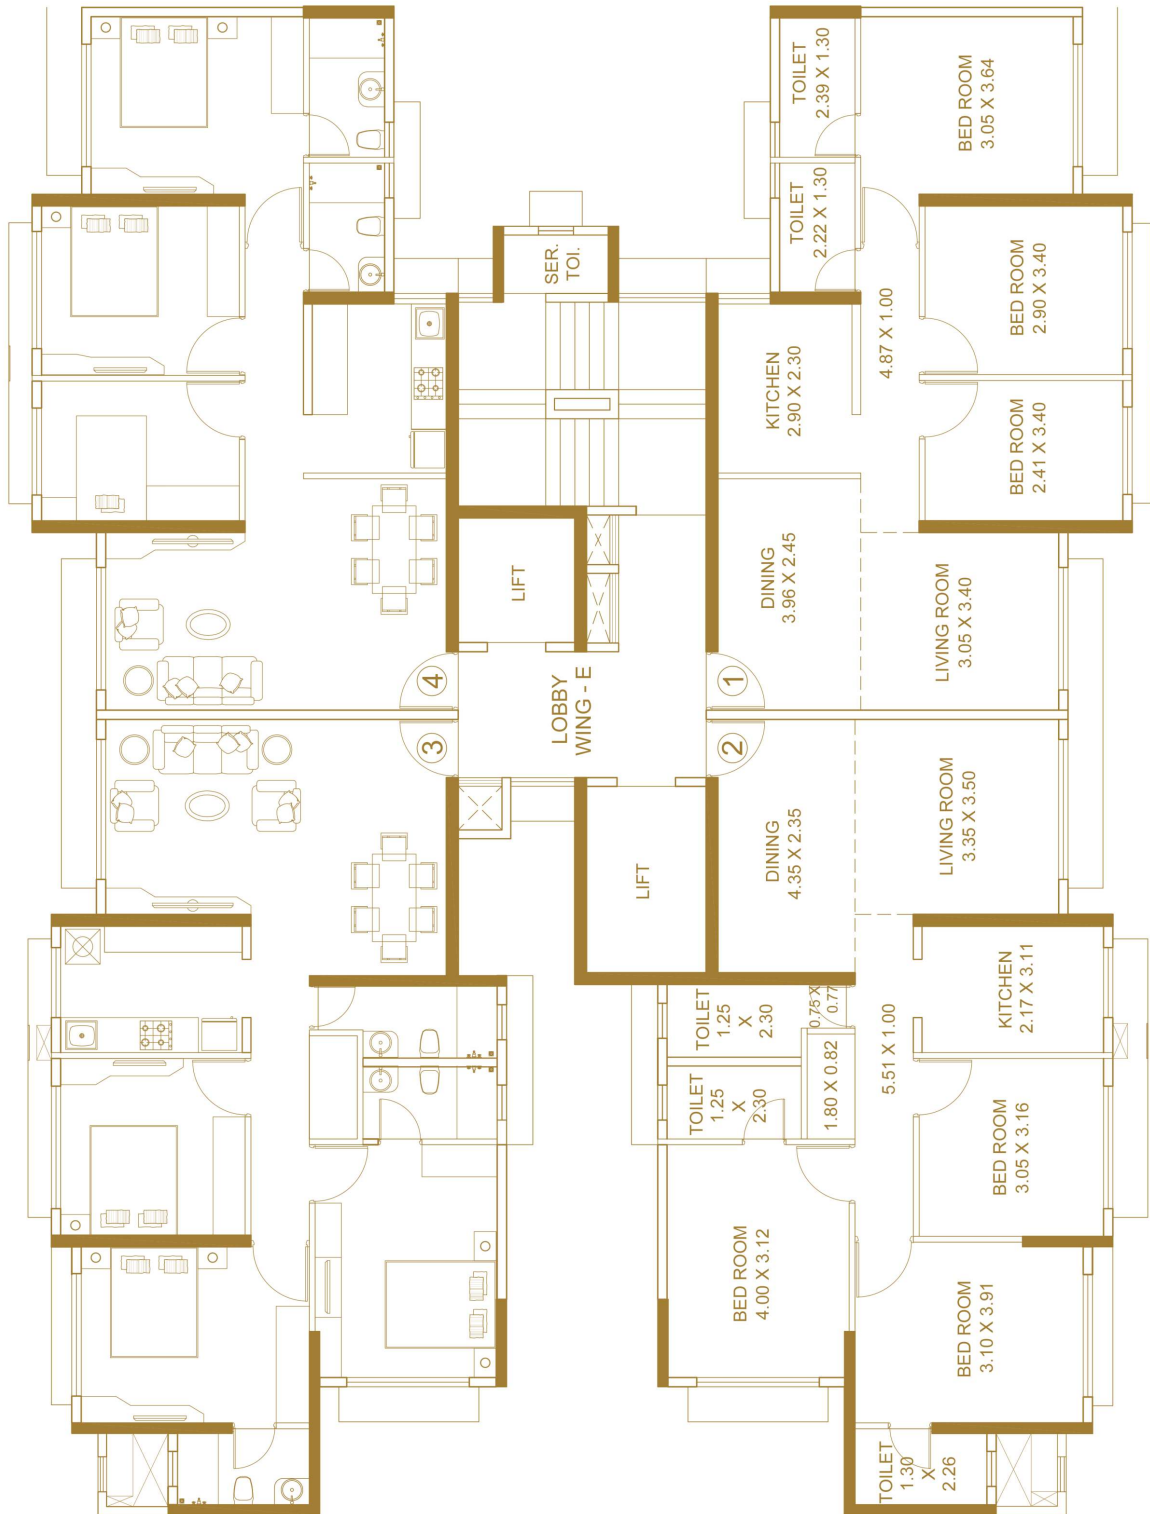 TOILET
2.39 X 1.30
BED ROOM
3.05 X 3.64
TOILET
2.22 X 1.30
SER.
TOI.
BED ROOM
2.90 X 3.40
4.87 X 1.00
KITCHEN
2.90 X 2.30
BED ROOM
2.41 X 3.40
DINING
3.96 X 2.45
LIFT
LIVING ROOM
3.05 X 3.40
4
1
LOBBY
WING - E
3
2
DINING
4.35 X 2.35
LIVING ROOM
3.35 X 3.50
LIFT
TOILET
1.25
X
2.30
0.75 X
0.77
KITCHEN
2.17 X 3.11
5.51 X 1.00
TOILET
1.25
X
2.30
1.80 X 0.82
BED ROOM
3.05 X 3.16
BED ROOM
4.00 X 3.12
BED ROOM
3.10 X 3.91
TOILET
1.30
X
2.26